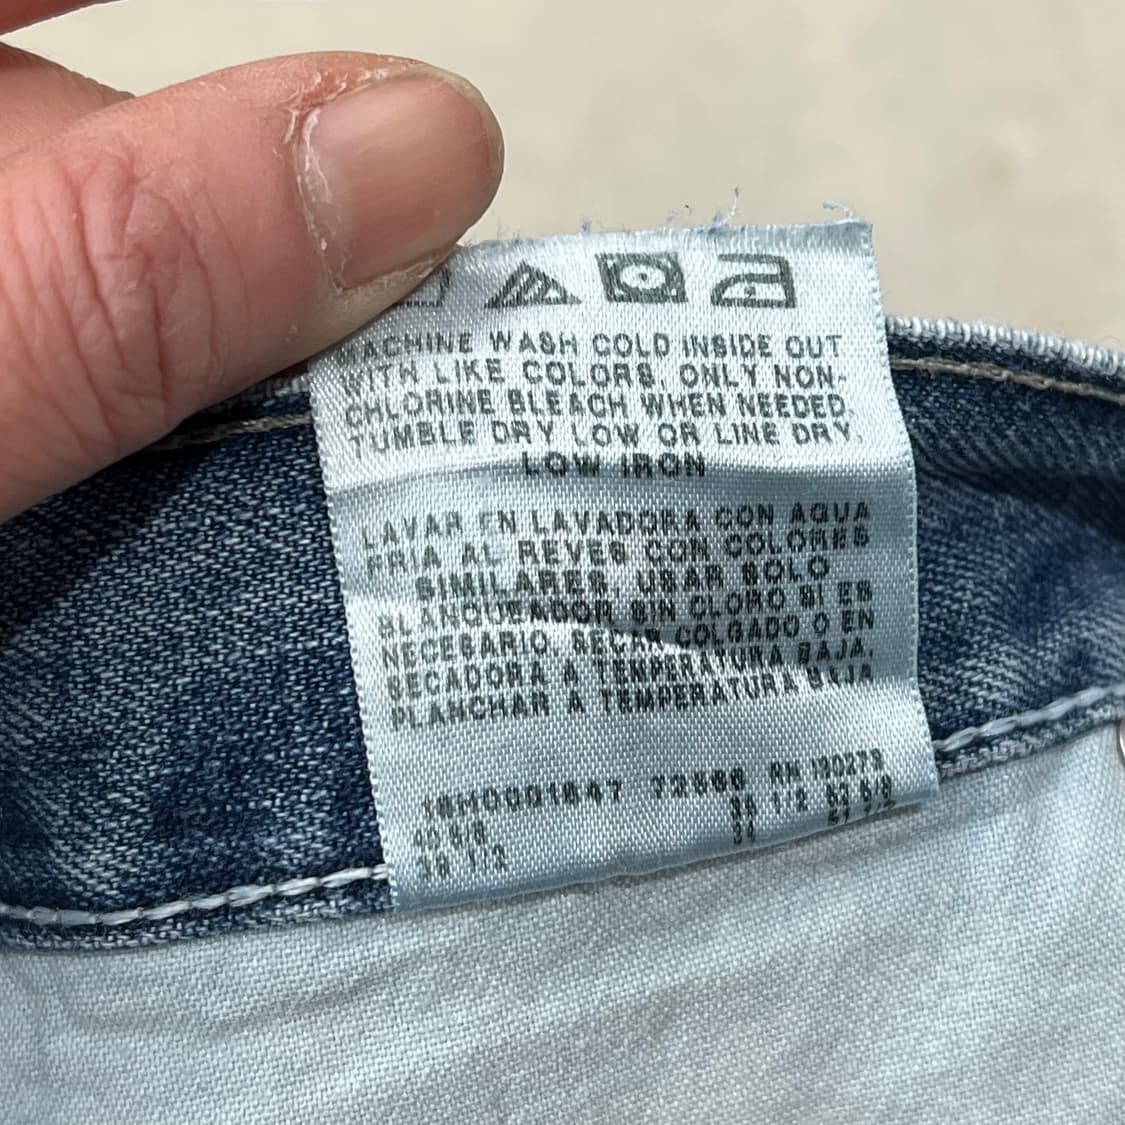 MACHINE WASH COLD INSIDE OUT
WITH LIKE COLORS. ONLY NON-
CHLORINE BLEACH WHEN NEEDED.
TUMBLE DRY LOW OR LINE DRY.
LOW IRON
LAVAR EN LAVADORA CON AGUA
FRIA AL REVES CON COLORES
SIMILARES. USAR SOLO
BLANQUEADOR SIN CLORO SI ES
NECESARIO. SECAR COLGADO O EN
SECADORA A TEMPERATURA BAJA.
PLANCHAR A TEMPERATURA BAJA
72566 RN